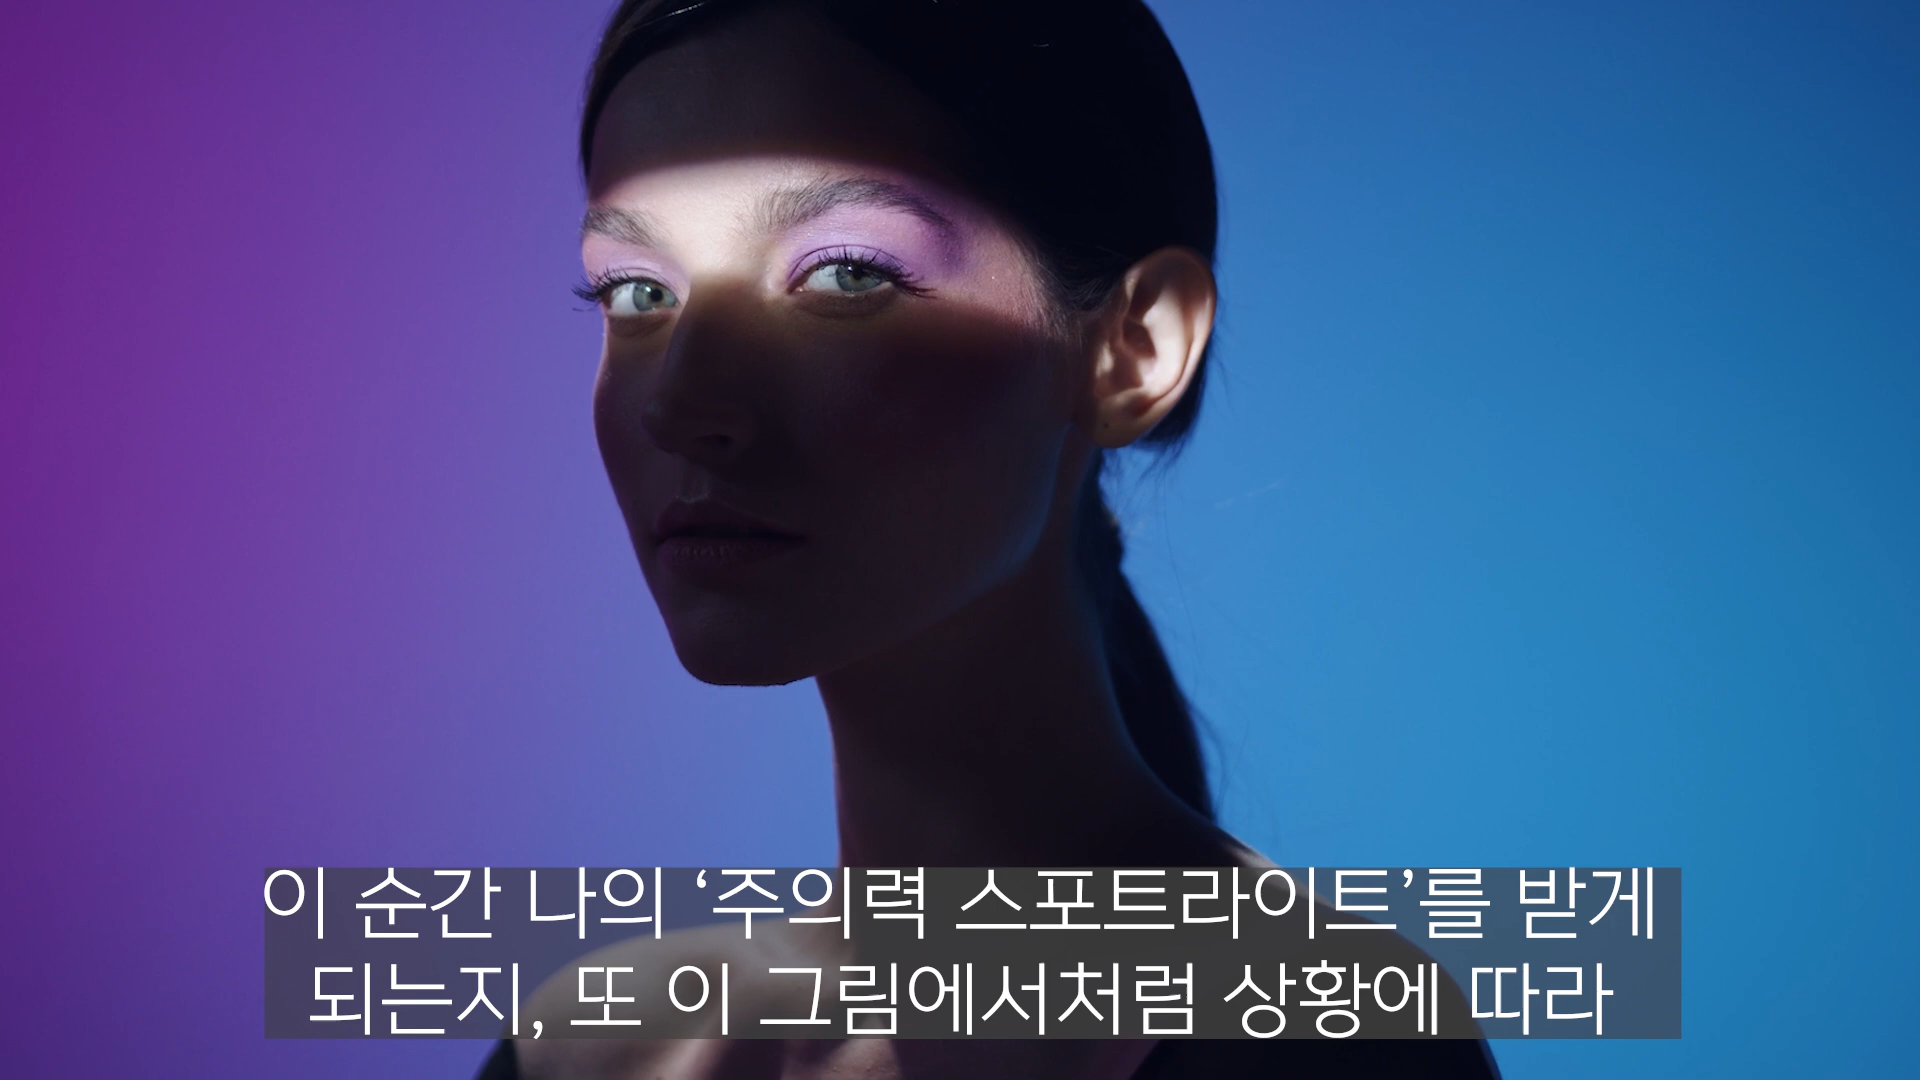 이 순간 나의 ‘주의력 스포트라이트’를 받게
되는지, 또 이 그림에서처럼 상황에 따라